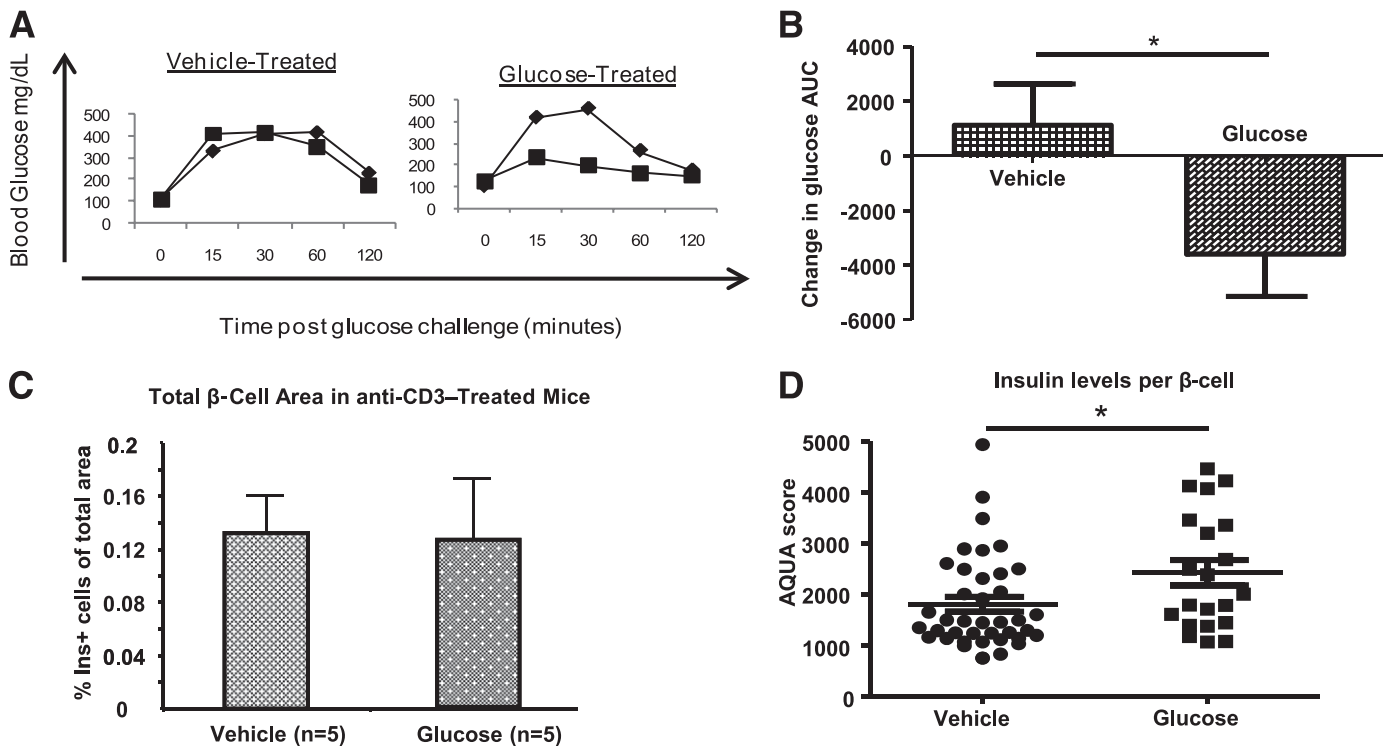 A
Blood Glucose mg/dL
Vehicle-Treated
500
400
300
200
100
0
0 15 30 60 120
Glucose-Treated
500
400
300
200
100
0
0 15 30 60 120
Time post glucose challenge (minutes)
B
Change in glucose AUC
4000
2000
0
-2000
-4000
-6000
*
Vehicle
Glucose
C
Total β-Cell Area in anti-CD3–Treated Mice
% Ins+ cells of total area
0.2
0.16
0.12
0.08
0.04
0
Vehicle (n=5) Glucose (n=5)
D
Insulin levels per β-cell
*
AQUA score
5000
4000
3000
2000
1000
0
Vehicle Glucose